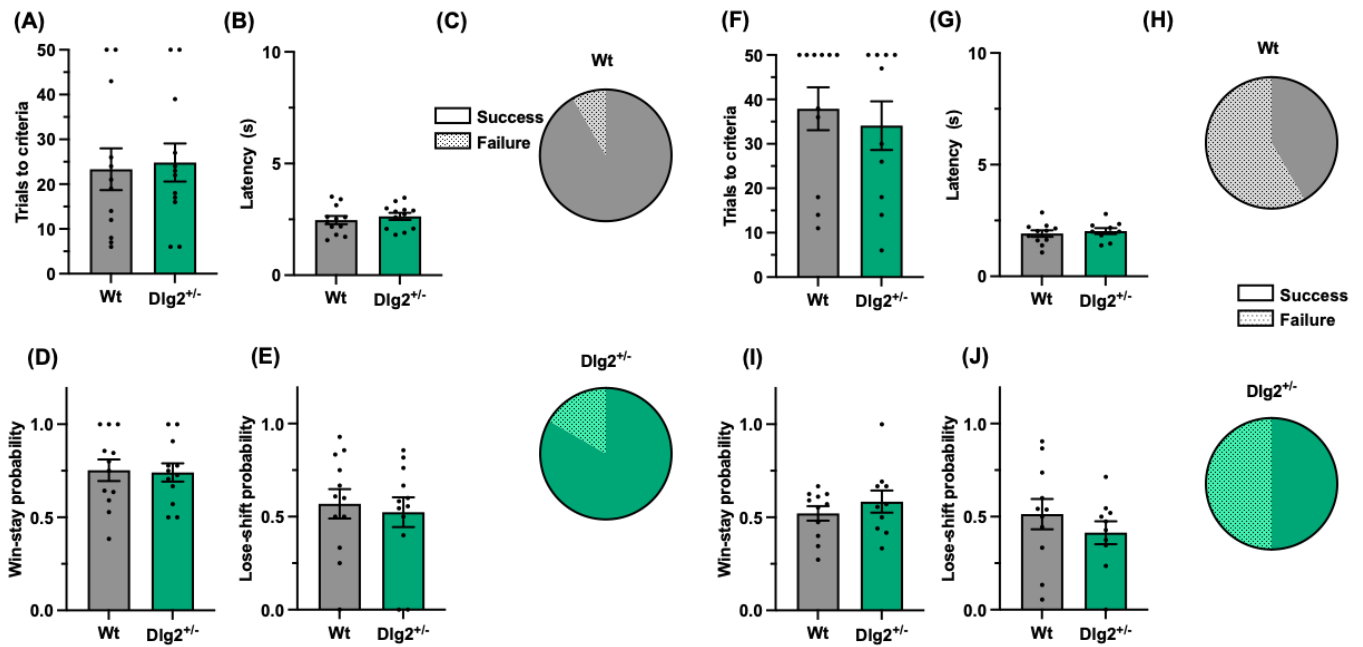 (A)
Trials to criteria
50
40
30
20
10
0
Wt
Dlg2+/-
(B)
Latency (s)
10
5
0
Wt
Dlg2+/-
(C)
Wt
Success
Failure
Dlg2+/-
(D)
Win-stay probability
1.0
0.5
0.0
Wt
Dlg2+/-
(E)
Lose-shift probability
1.0
0.5
0.0
Wt
Dlg2+/-
(F)
Trials to criteria
50
40
30
20
10
0
Wt
Dlg2+/-
(G)
Latency (s)
10
5
0
Wt
Dlg2+/-
(H)
Wt
Success
Failure
Dlg2+/-
(I)
Win-stay probability
1.0
0.5
0.0
Wt
Dlg2+/-
(J)
Lose-shift probability
1.0
0.5
0.0
Wt
Dlg2+/-